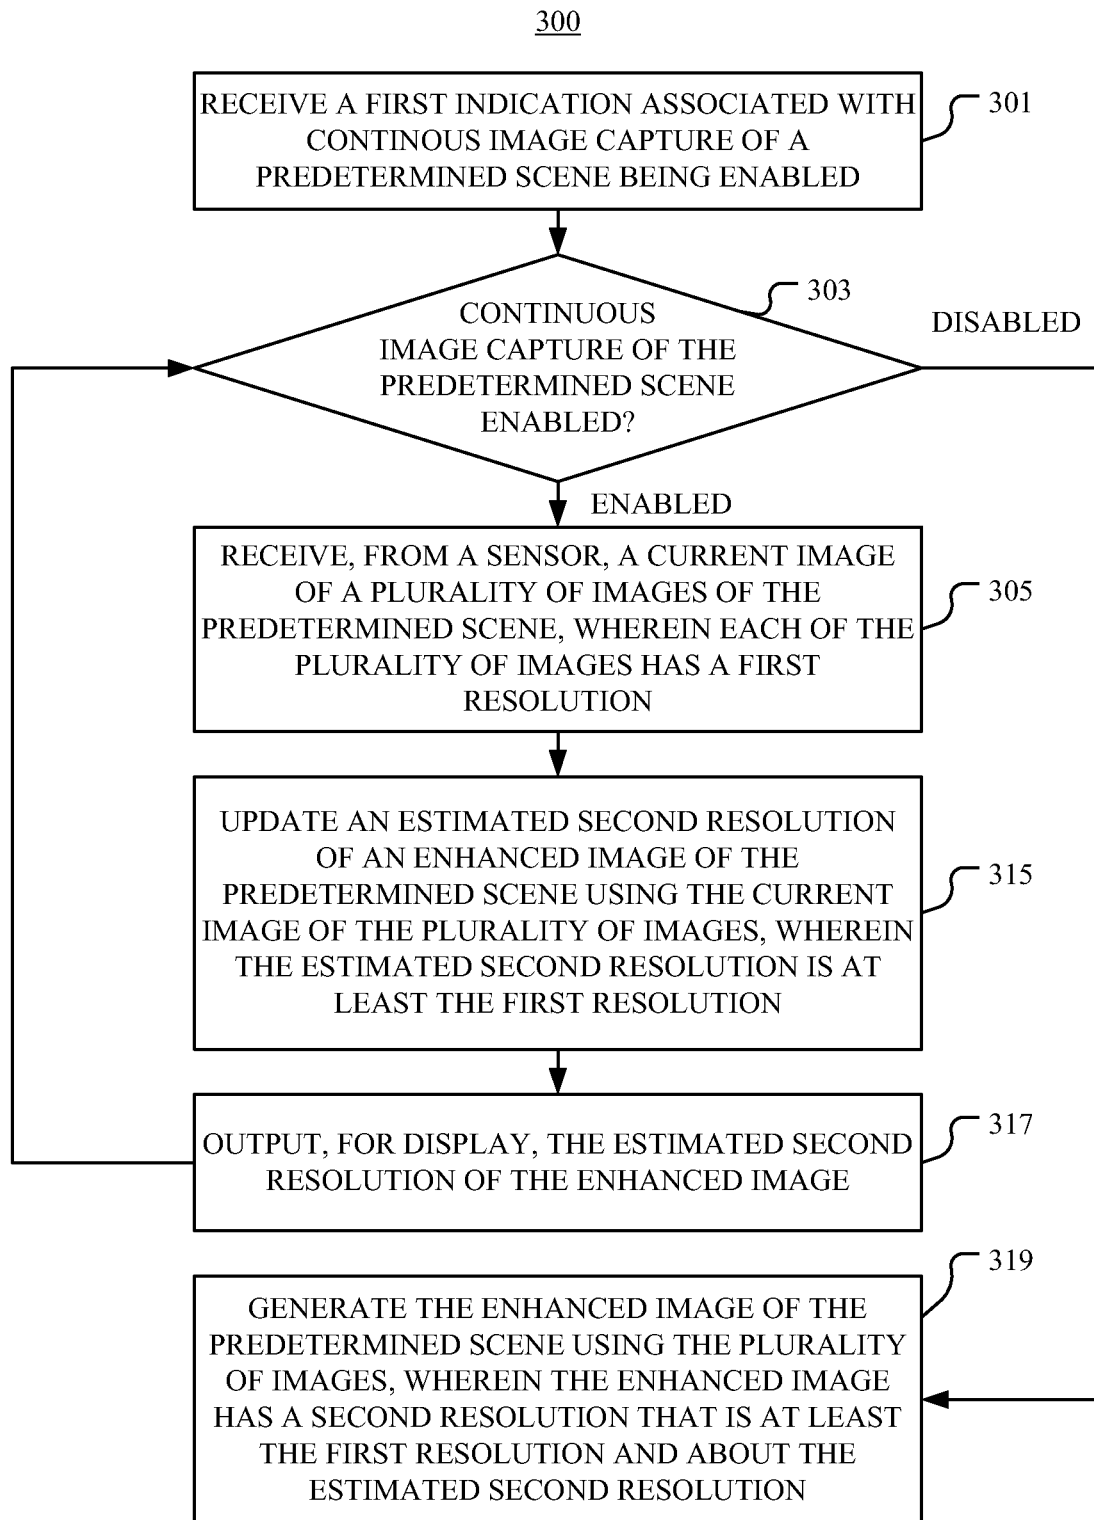 300
RECEIVE A FIRST INDICATION ASSOCIATED WITH
CONTINOUS IMAGE CAPTURE OF A
PREDETERMINED SCENE BEING ENABLED
301
CONTINUOUS
IMAGE CAPTURE OF THE
PREDETERMINED SCENE
ENABLED?
303
DISABLED
ENABLED
RECEIVE, FROM A SENSOR, A CURRENT IMAGE
OF A PLURALITY OF IMAGES OF THE
PREDETERMINED SCENE, WHEREIN EACH OF THE
PLURALITY OF IMAGES HAS A FIRST
RESOLUTION
305
UPDATE AN ESTIMATED SECOND RESOLUTION
OF AN ENHANCED IMAGE OF THE
PREDETERMINED SCENE USING THE CURRENT
IMAGE OF THE PLURALITY OF IMAGES, WHEREIN
THE ESTIMATED SECOND RESOLUTION IS AT
LEAST THE FIRST RESOLUTION
315
OUTPUT, FOR DISPLAY, THE ESTIMATED SECOND
RESOLUTION OF THE ENHANCED IMAGE
317
GENERATE THE ENHANCED IMAGE OF THE
PREDETERMINED SCENE USING THE PLURALITY
OF IMAGES, WHEREIN THE ENHANCED IMAGE
HAS A SECOND RESOLUTION THAT IS AT LEAST
THE FIRST RESOLUTION AND ABOUT THE
ESTIMATED SECOND RESOLUTION
319